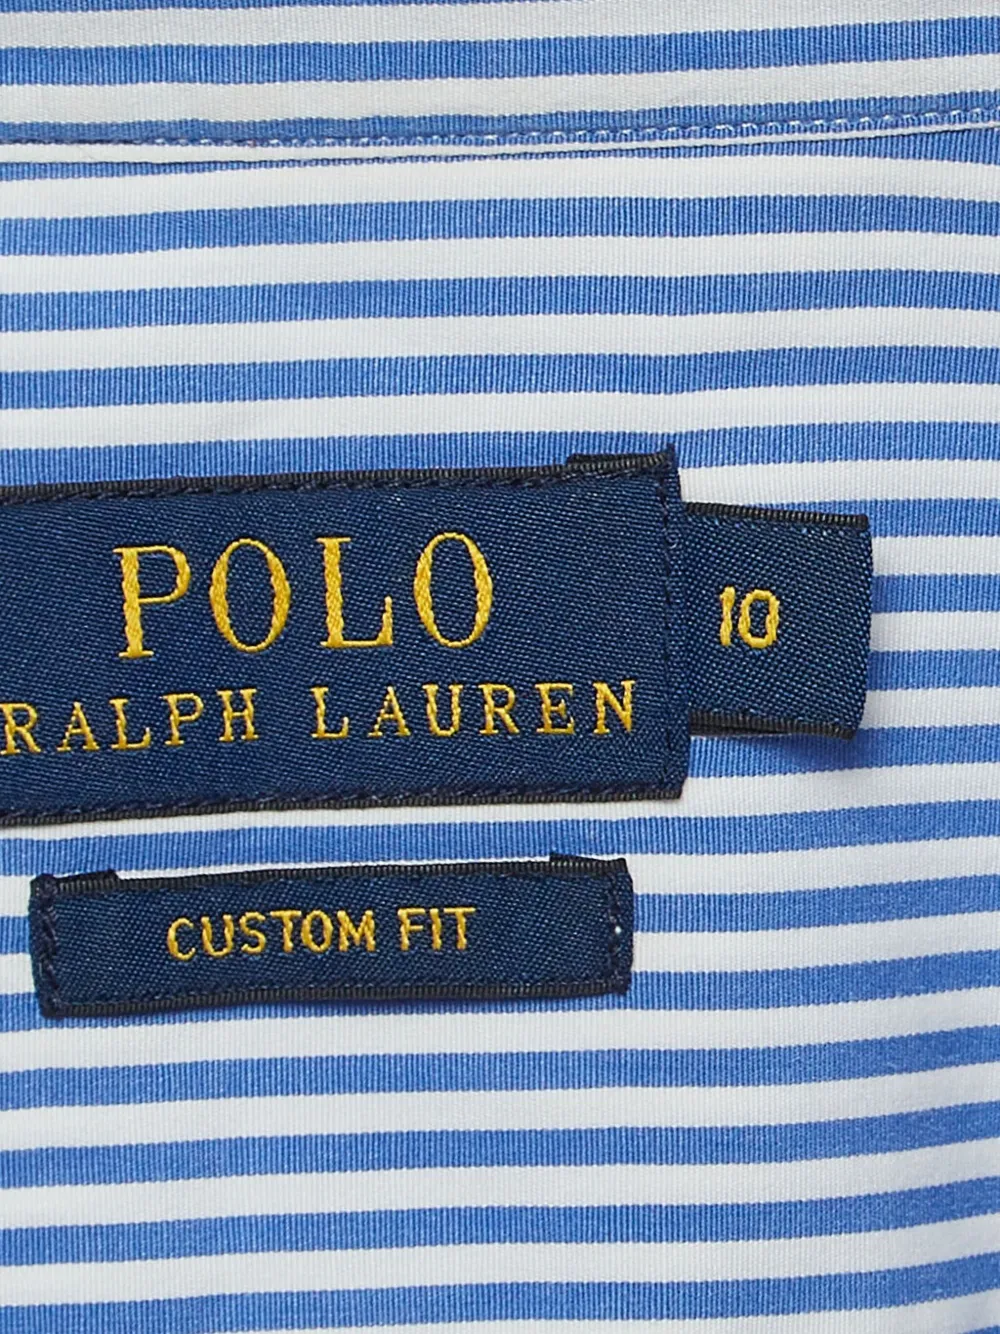 POLO
RALPH LAUREN
10
CUSTOM FIT